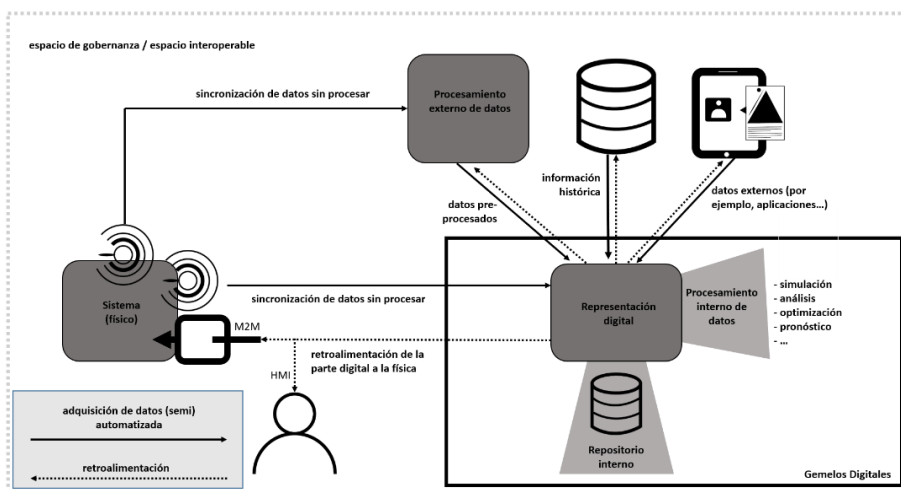 espacio de gobernanza / espacio interoperable
sincronización de datos sin procesar
Procesamiento
externo de datos
datos pre-
procesados
información
histórica
datos externos (por
ejemplo, aplicaciones…)
Sistema
(físico)
sincronización de datos sin procesar
M2M
retroalimentación de la
parte digital a la física
HMI
Representación
digital
Procesamiento
interno de
datos
- simulación
- análisis
- optimización
- pronóstico
- …
Repositorio
interno
Gemelos Digitales
adquisición de datos (semi)
automatizada
retroalimentación